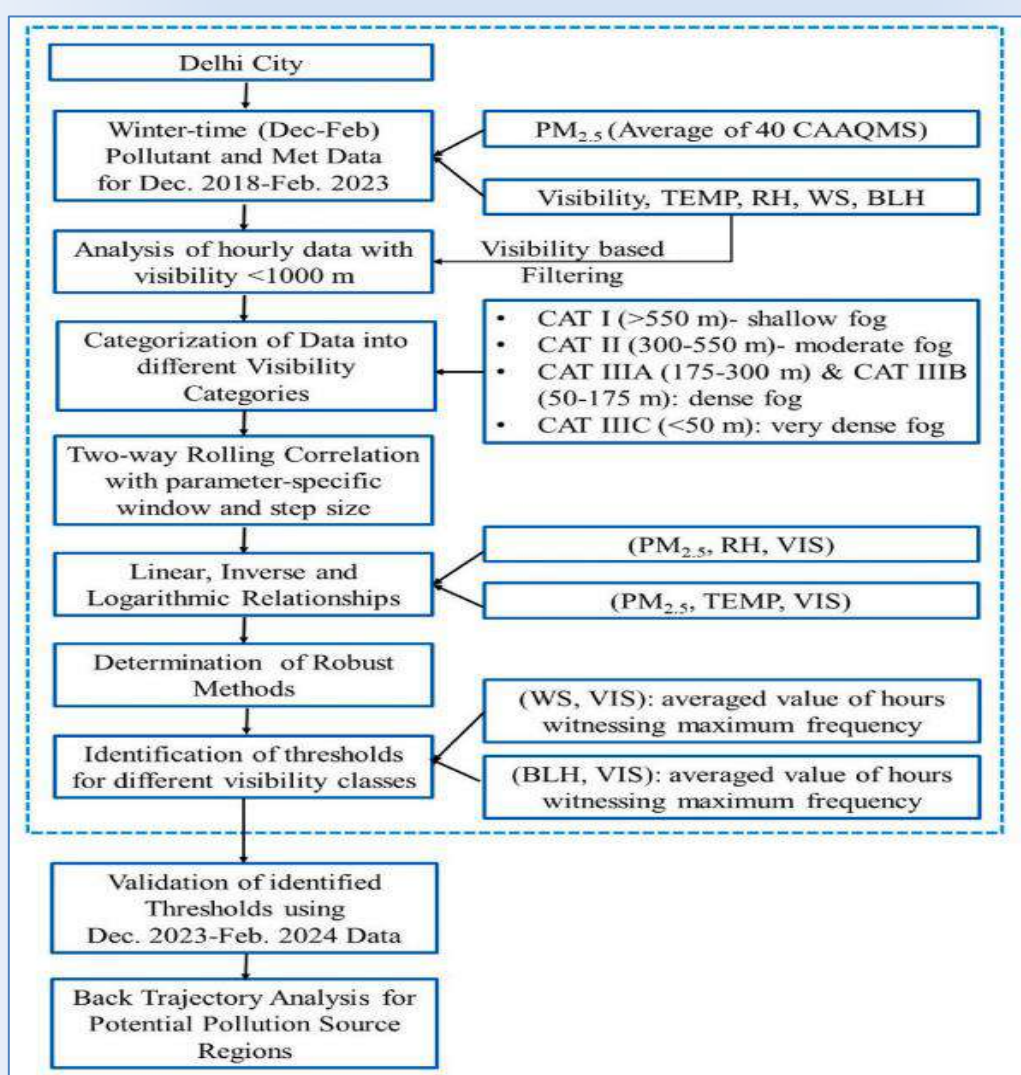 Delhi City
Winter-time (Dec-Feb)
Pollutant and Met Data
for Dec. 2018-Feb. 2023
PM₂.₅ (Average of 40 CAAQMS)
Visibility, TEMP, RH, WS, BLH
Analysis of hourly data with
visibility <1000 m
Visibility based
Filtering
Categorization of Data into
different Visibility
Categories
• CAT I (>550 m)- shallow fog
• CAT II (300-550 m)- moderate fog
• CAT IIIA (175-300 m) & CAT IIIB
(50-175 m): dense fog
• CAT IIIC (<50 m): very dense fog
Two-way Rolling Correlation
with parameter-specific
window and step size
Linear, Inverse and
Logarithmic Relationships
(PM₂.₅, RH, VIS)
(PM₂.₅, TEMP, VIS)
Determination of Robust
Methods
Identification of thresholds
for different visibility classes
(WS, VIS): averaged value of hours
witnessing maximum frequency
(BLH, VIS): averaged value of hours
witnessing maximum frequency
Validation of identified
Thresholds using
Dec. 2023-Feb. 2024 Data
Back Trajectory Analysis for
Potential Pollution Source
Regions